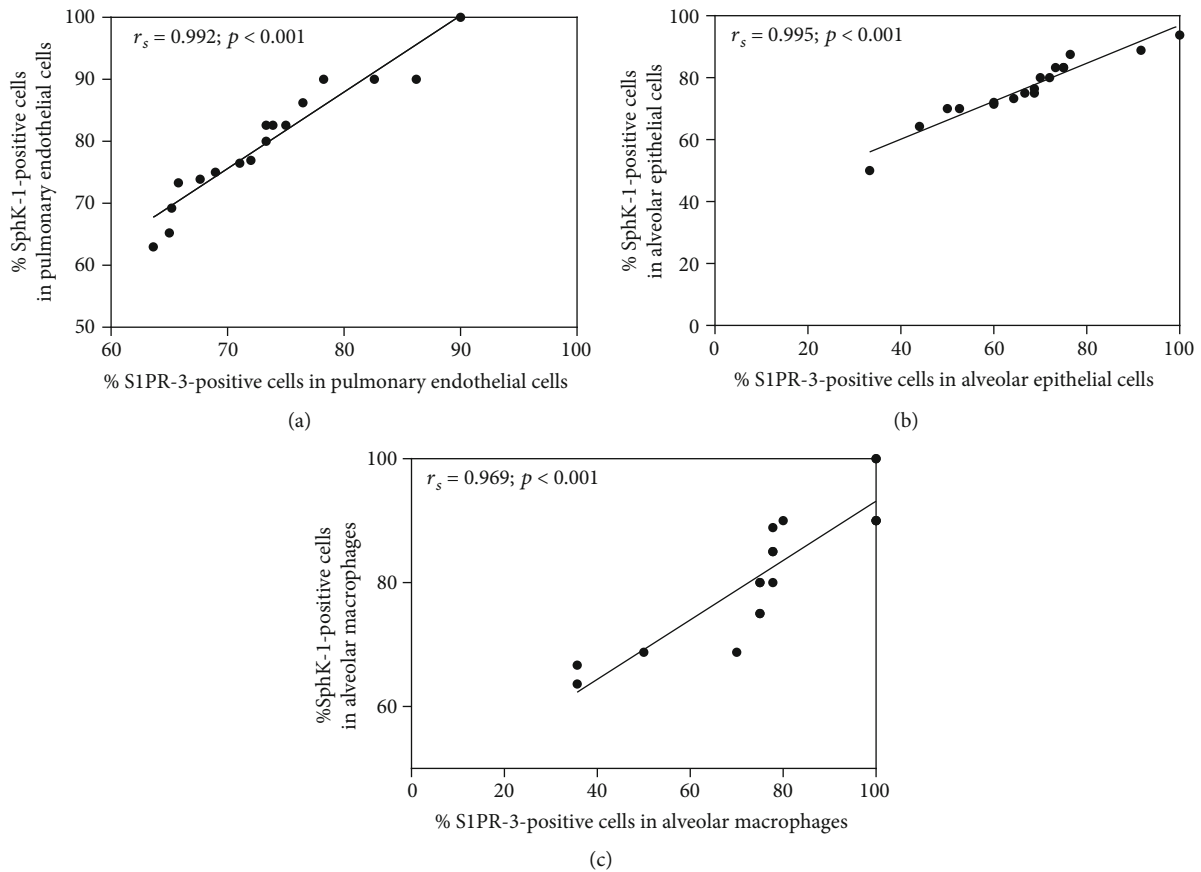 % SphK-1-positive cells
in pulmonary endothelial cells
100
90
80
70
60
50
r_s = 0.992; p < 0.001
60 70 80 90 100
% S1PR-3-positive cells in pulmonary endothelial cells
(a)
% SphK-1-positive cells
in alveolar epithelial cells
100
80
60
40
20
0
r_s = 0.995; p < 0.001
0 20 40 60 80 100
% S1PR-3-positive cells in alveolar epithelial cells
(b)
%SphK-1-positive cells
in alveolar macrophages
100
80
60
r_s = 0.969; p < 0.001
0 20 40 60 80 100
% S1PR-3-positive cells in alveolar macrophages
(c)